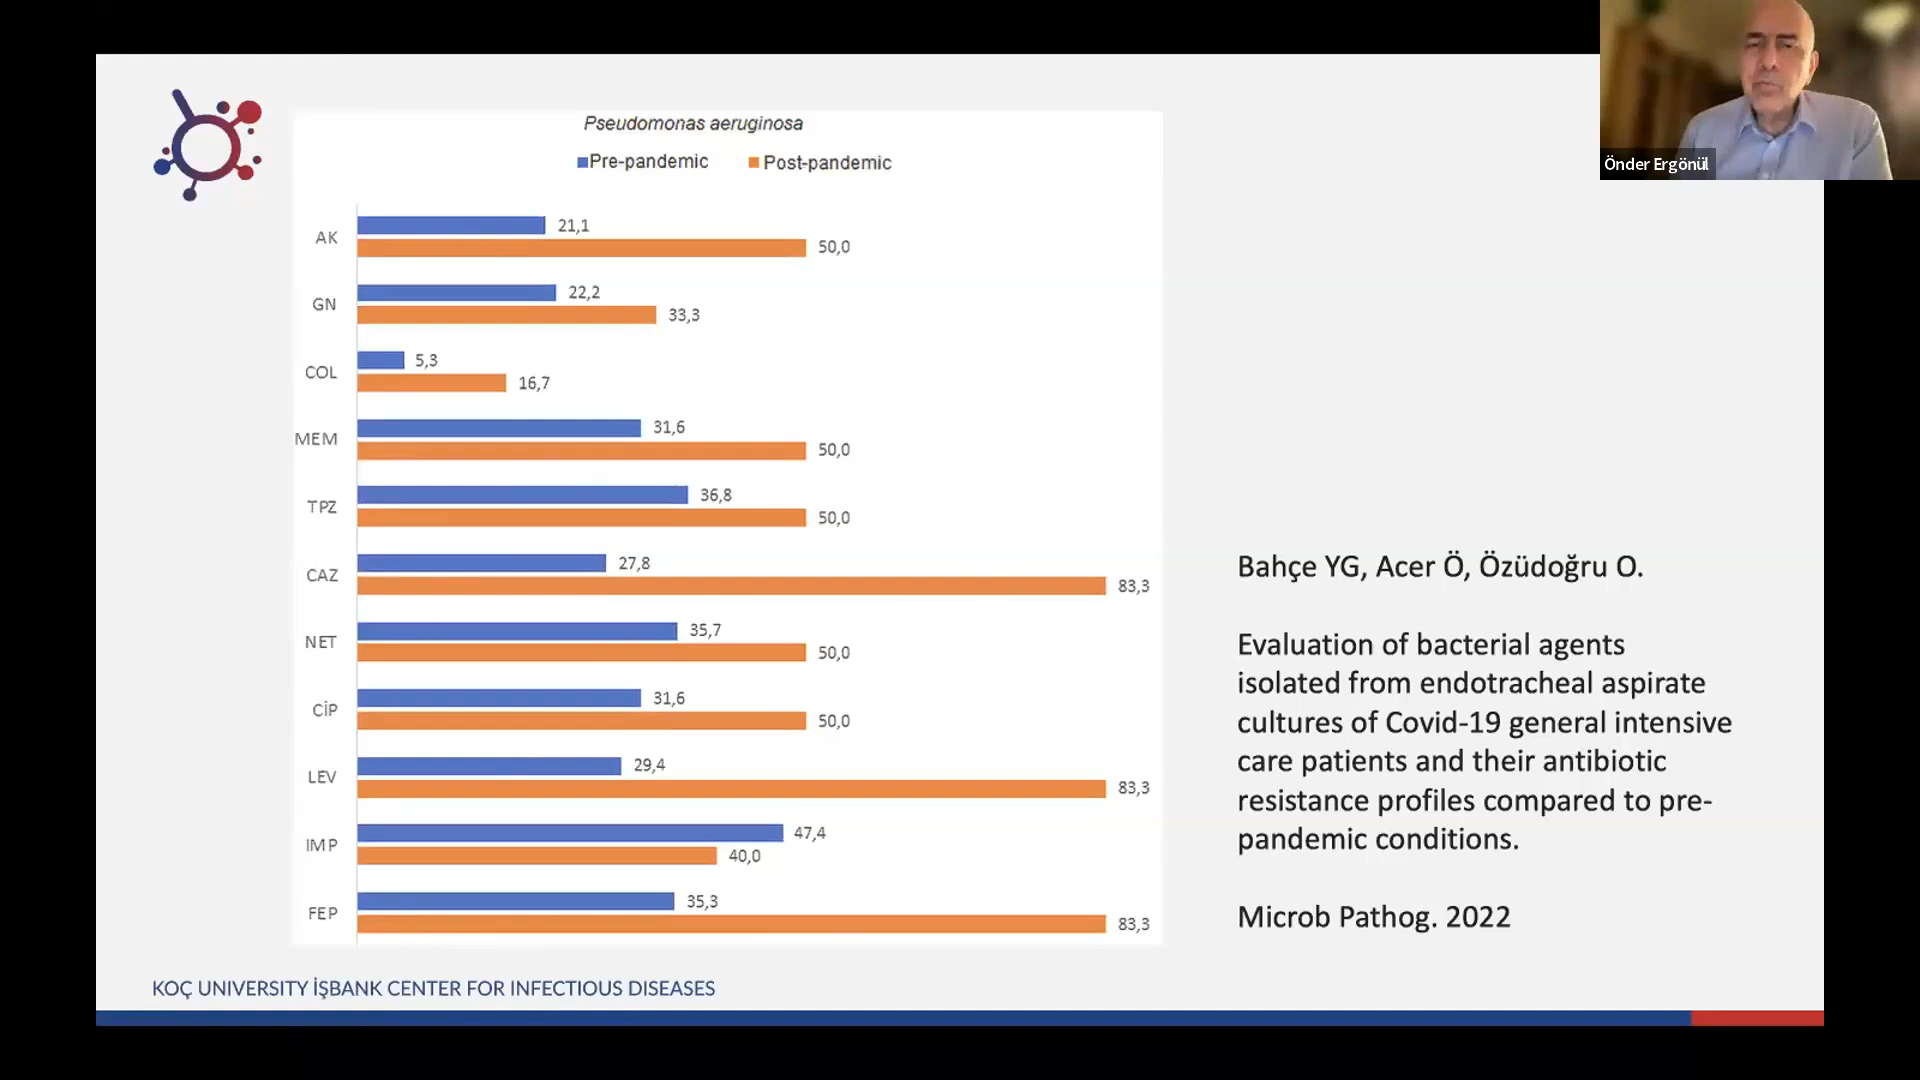 Önder Ergönül
Pseudomonas aeruginosa
Pre-pandemic Post-pandemic
AK 21,1 50,0
GN 22,2 33,3
COL 5,3 16,7
MEM 31,6 50,0
TPZ 36,8 50,0
CAZ 27,8 83,3
NET 35,7 50,0
CİP 31,6 50,0
LEV 29,4 83,3
IMP 47,4 40,0
FEP 35,3 83,3
Bahçe YG, Acer Ö, Özüdoğru O.
Evaluation of bacterial agents
isolated from endotracheal aspirate
cultures of Covid-19 general intensive
care patients and their antibiotic
resistance profiles compared to pre-
pandemic conditions.
Microb Pathog. 2022
KOÇ UNIVERSITY İŞBANK CENTER FOR INFECTIOUS DISEASES